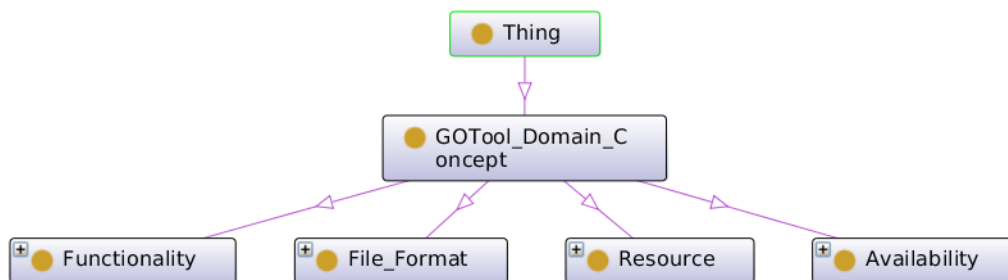 Thing
GOTool_Domain_C
oncept
Functionality
File_Format
Resource
Availability